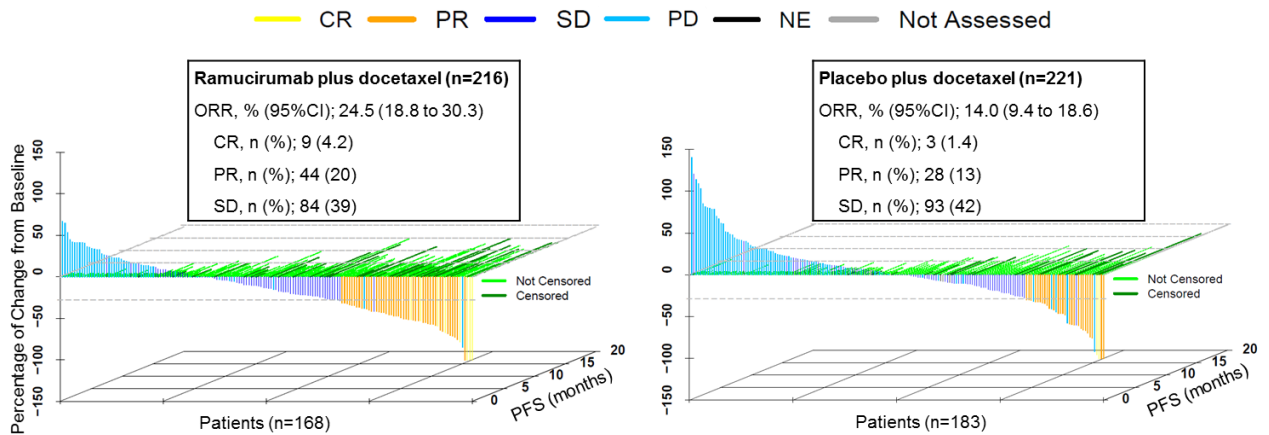 CR PR SD PD NE Not Assessed
Ramucirumab plus docetaxel (n=216)
ORR, % (95%CI); 24.5 (18.8 to 30.3)
CR, n (%); 9 (4.2)
PR, n (%); 44 (20)
SD, n (%); 84 (39)
Percentage of Change from Baseline
150
100
50
0
−50
−100
−150
Not Censored
Censored
0 5 10 15 20
PFS (months)
Patients (n=168)
Placebo plus docetaxel (n=221)
ORR, % (95%CI); 14.0 (9.4 to 18.6)
CR, n (%); 3 (1.4)
PR, n (%); 28 (13)
SD, n (%); 93 (42)
150
100
50
0
−50
−100
−150
Not Censored
Censored
0 5 10 15 20
PFS (months)
Patients (n=183)